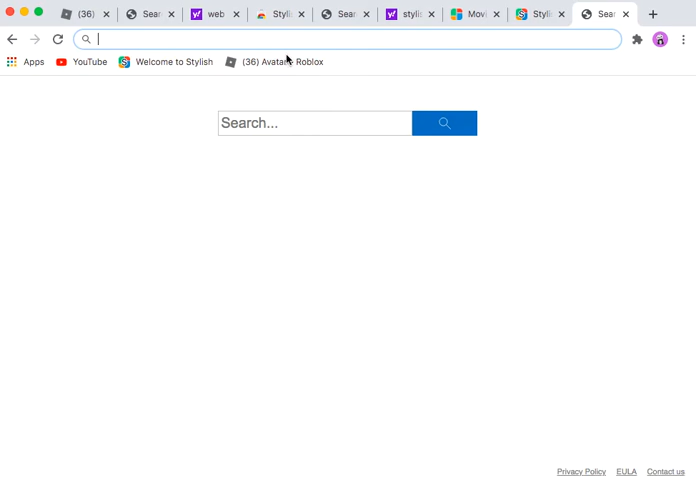 (36) Sear web Styli Sear stylis Movi Stylis Sear
Apps YouTube Welcome to Stylish (36) Avatar - Roblox
Search...
Privacy Policy EULA Contact us